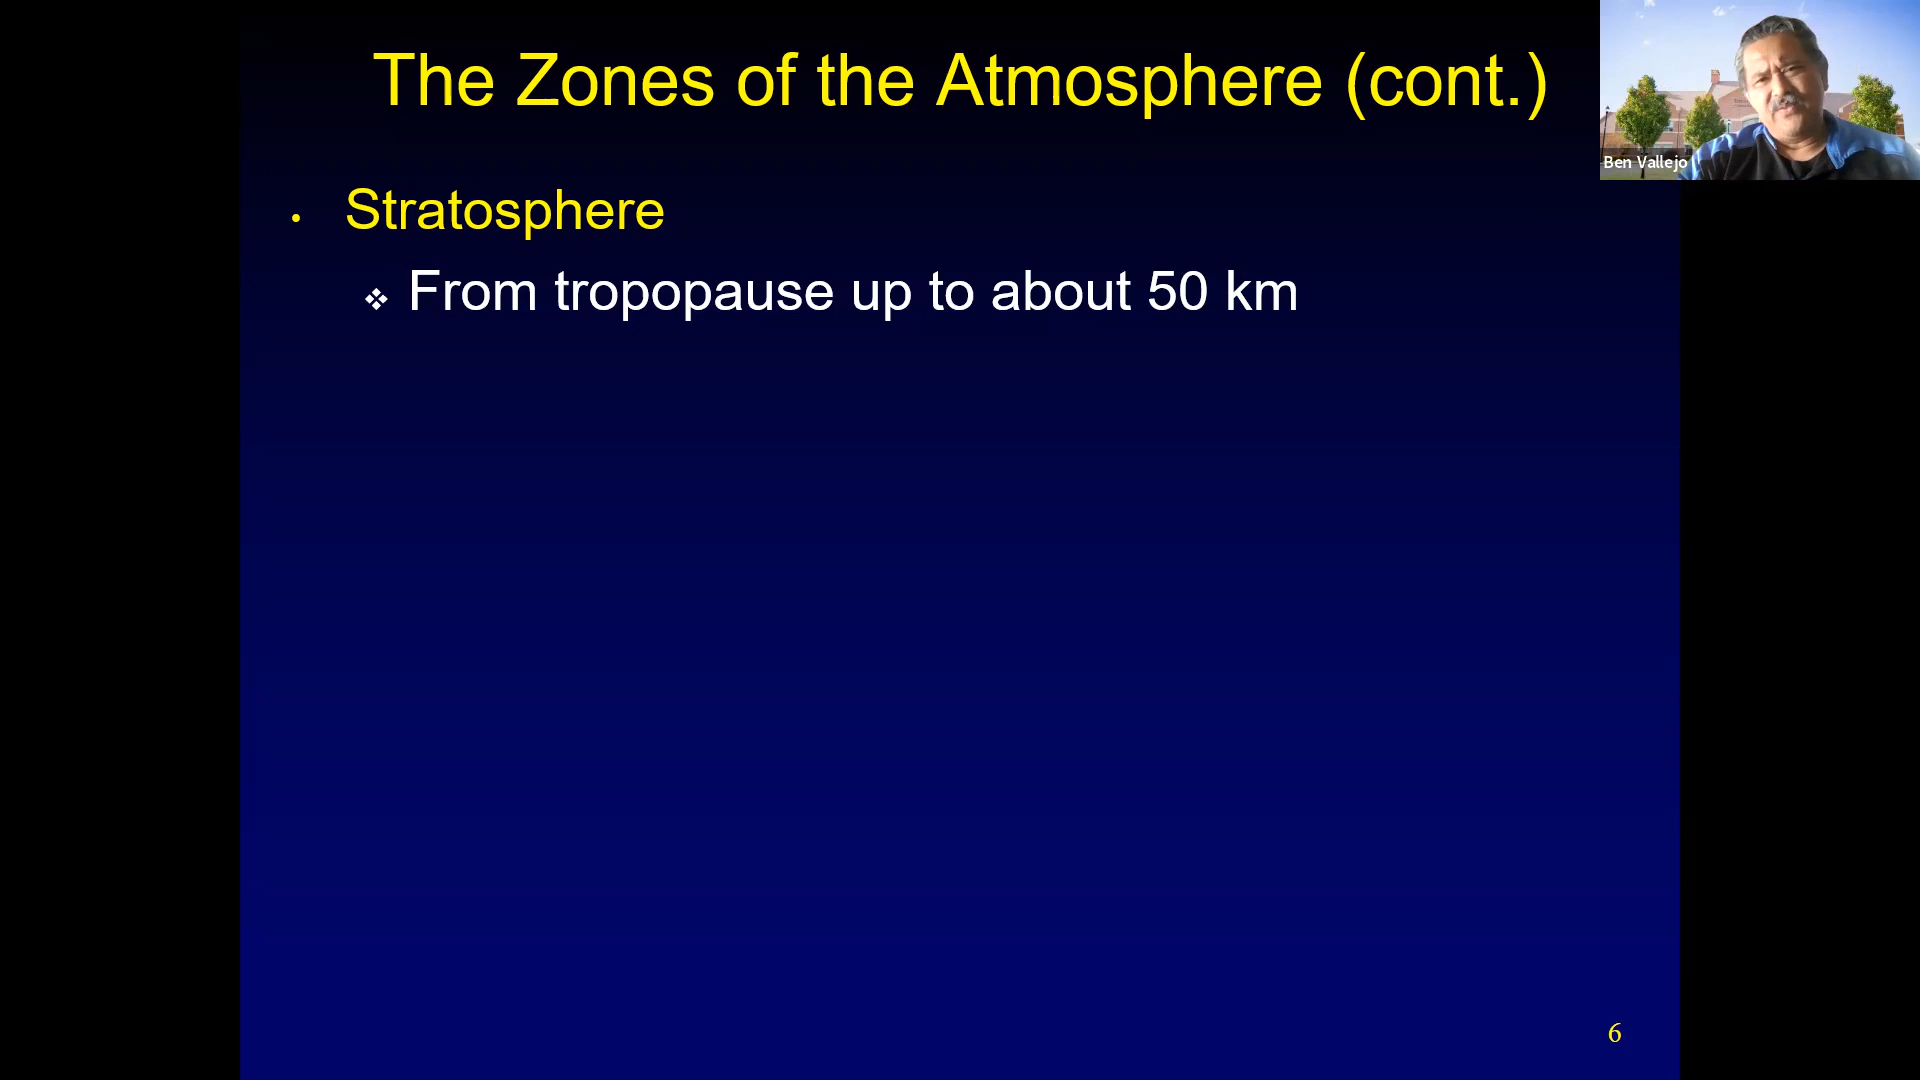 The Zones of the Atmosphere (cont.)
Ben Vallejo
• Stratosphere
❖ From tropopause up to about 50 km
6